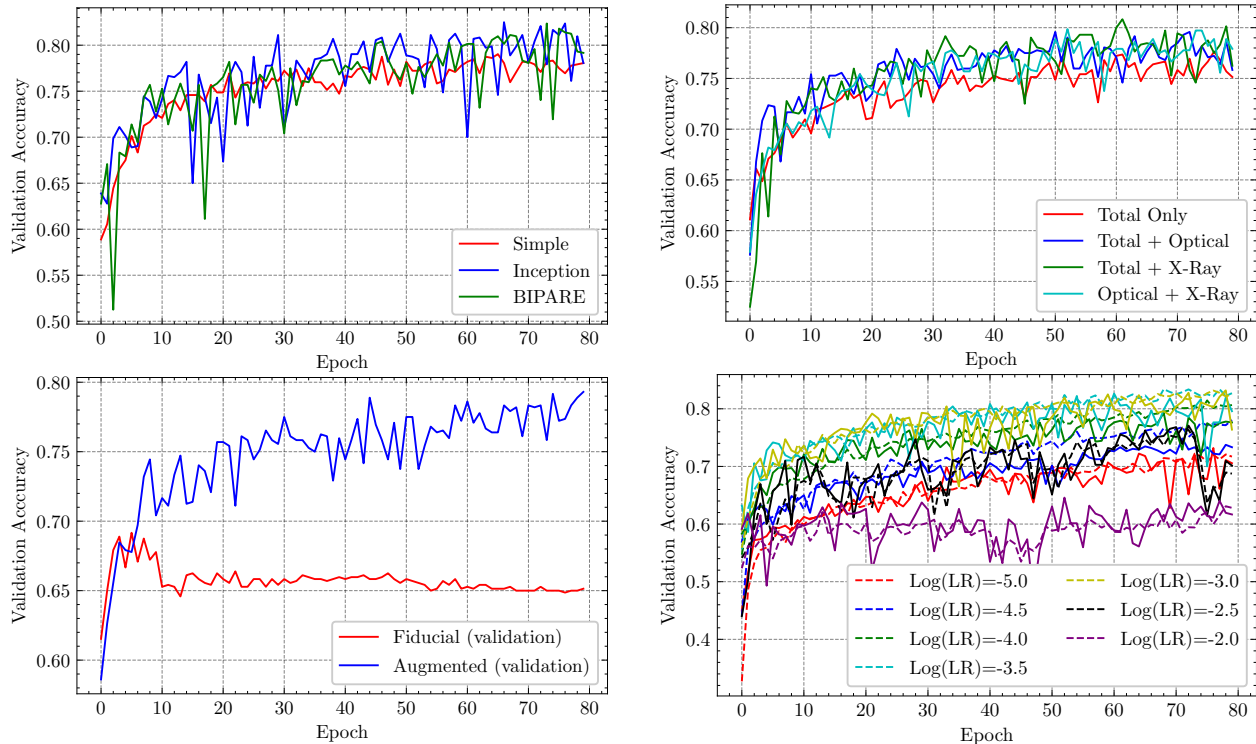 0.80
0.75
0.70
0.65
0.60
0.55
0.50
Validation Acccuracy
0 10 20 30 40 50 60 70 80
Epoch
Simple
Inception
BIPARE
0.80
0.75
0.70
0.65
0.60
0.55
Validation Acccuracy
0 10 20 30 40 50 60 70 80
Epoch
Total Only
Total + Optical
Total + X-Ray
Optical + X-Ray
0.80
0.75
0.70
0.65
0.60
Validation Acccuracy
0 10 20 30 40 50 60 70 80
Epoch
Fiducial (validation)
Augmented (validation)
0.8
0.7
0.6
0.5
0.4
Validation Acccuracy
0 10 20 30 40 50 60 70 80
Epoch
Log(LR)=-5.0
Log(LR)=-4.5
Log(LR)=-4.0
Log(LR)=-3.5
Log(LR)=-3.0
Log(LR)=-2.5
Log(LR)=-2.0